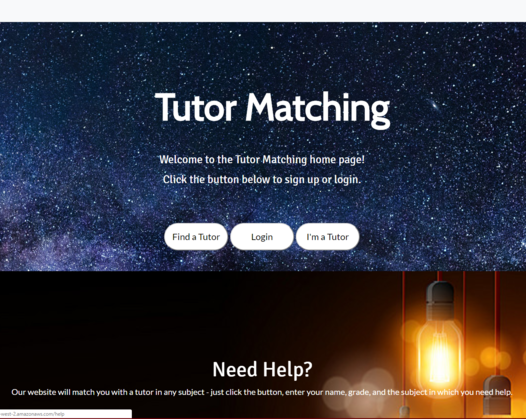 Tutor Matching
Welcome to the Tutor Matching home page!
Click the button below to sign up or login.
Find a Tutor
Login
I'm a Tutor
Need Help?
Our website will match you with a tutor in any subject - just click the button, enter your name, grade, and the subject in which you need help.
west-2.amazonaws.com/help